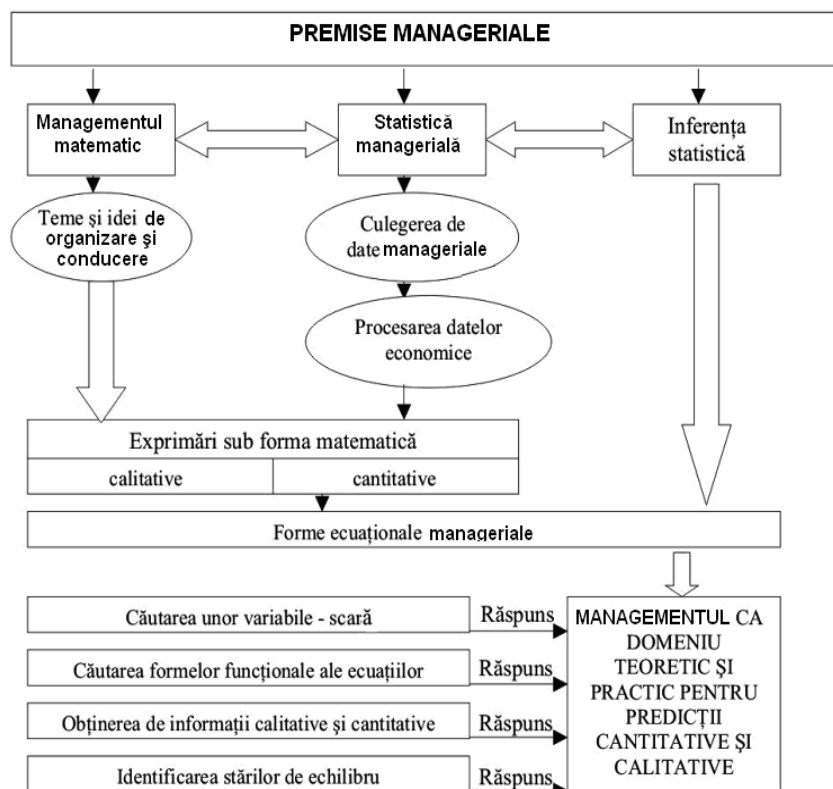 PREMISE MANAGERIALE
Managementul
matematic
Statistică
managerială
Inferența
statistică
Teme și idei de
organizare şi
conducere
Culegerea de
date manageriale
Procesarea datelor
economice
Exprimări sub forma matematică
calitative
cantitative
Forme ecuaționale manageriale
Căutarea unor variabile - scară
Răspuns
Căutarea formelor funcționale ale ecuațiilor
Răspuns
Obținerea de informații calitative și cantitative
Răspuns
Identificarea stărilor de echilibru
Răspuns
MANAGEMENTUL CA
DOMENIU
TEORETIC ȘI
PRACTIC PENTRU
PREDICȚII
CANTITATIVE ȘI
CALITATIVE